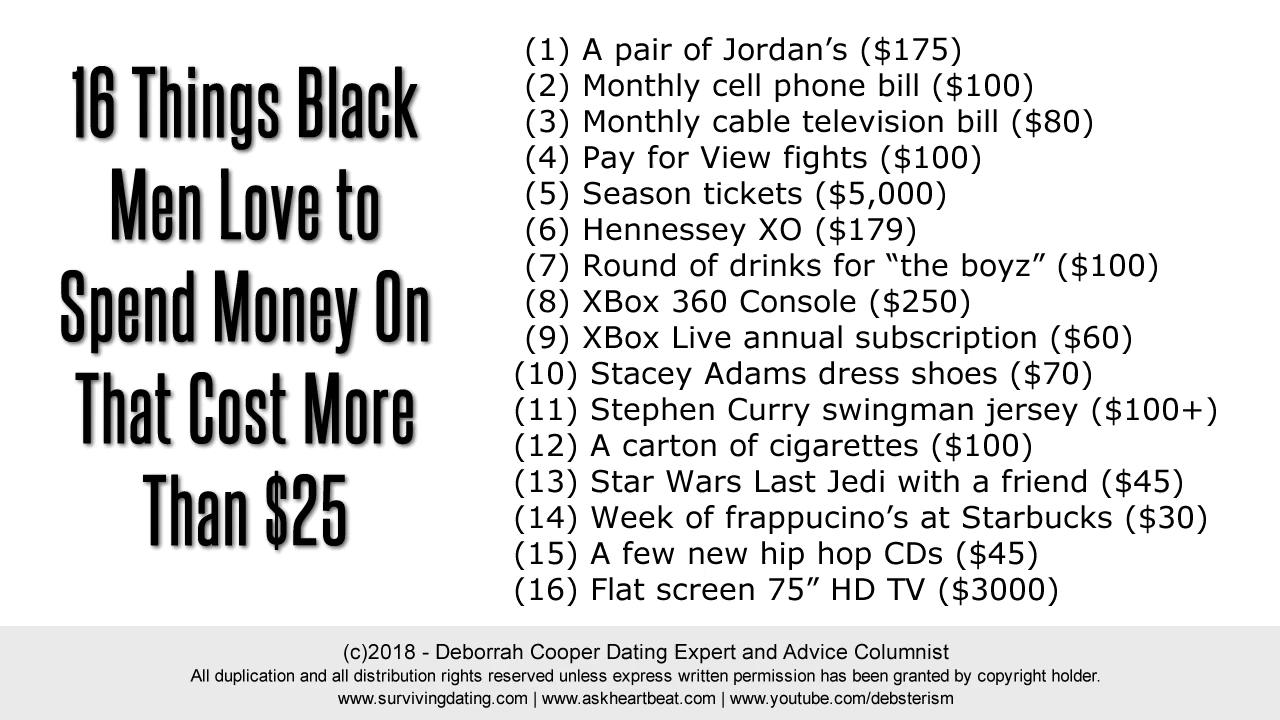 16 Things Black
Men Love to
Spend Money On
That Cost More
Than $25
(1) A pair of Jordan’s ($175)
(2) Monthly cell phone bill ($100)
(3) Monthly cable television bill ($80)
(4) Pay for View fights ($100)
(5) Season tickets ($5,000)
(6) Hennessey XO ($179)
(7) Round of drinks for “the boyz” ($100)
(8) XBox 360 Console ($250)
(9) XBox Live annual subscription ($60)
(10) Stacey Adams dress shoes ($70)
(11) Stephen Curry swingman jersey ($100+)
(12) A carton of cigarettes ($100)
(13) Star Wars Last Jedi with a friend ($45)
(14) Week of frappucino’s at Starbucks ($30)
(15) A few new hip hop CDs ($45)
(16) Flat screen 75” HD TV ($3000)
(c)2018 - Deborrah Cooper Dating Expert and Advice Columnist
All duplication and all distribution rights reserved unless express written permission has been granted by copyright holder.
www.survivingdating.com | www.askheartbeat.com | www.youtube.com/debsterism